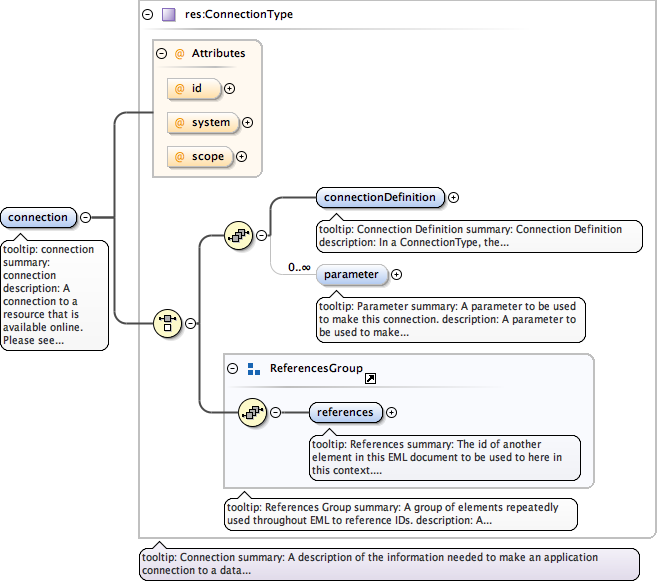 res:ConnectionType
Attributes
@ id
@ system
@ scope
connection
tooltip: connection
summary:
connection
description: A
connection to a
resource that is
available online.
Please see...
connectionDefinition
tooltip: Connection Definition summary: Connection Definition
description: In a ConnectionType, the...
0..∞
parameter
tooltip: Parameter summary: A parameter to be used
to make this connection. description: A parameter to
be used to make...
ReferencesGroup
references
tooltip: References summary: The id of another
element in this EML document to be used to here in
this context....
tooltip: References Group summary: A group of elements repeatedly
used throughout EML to reference IDs. description: A...
tooltip: Connection summary: A description of the information needed to make an application
connection to a data...